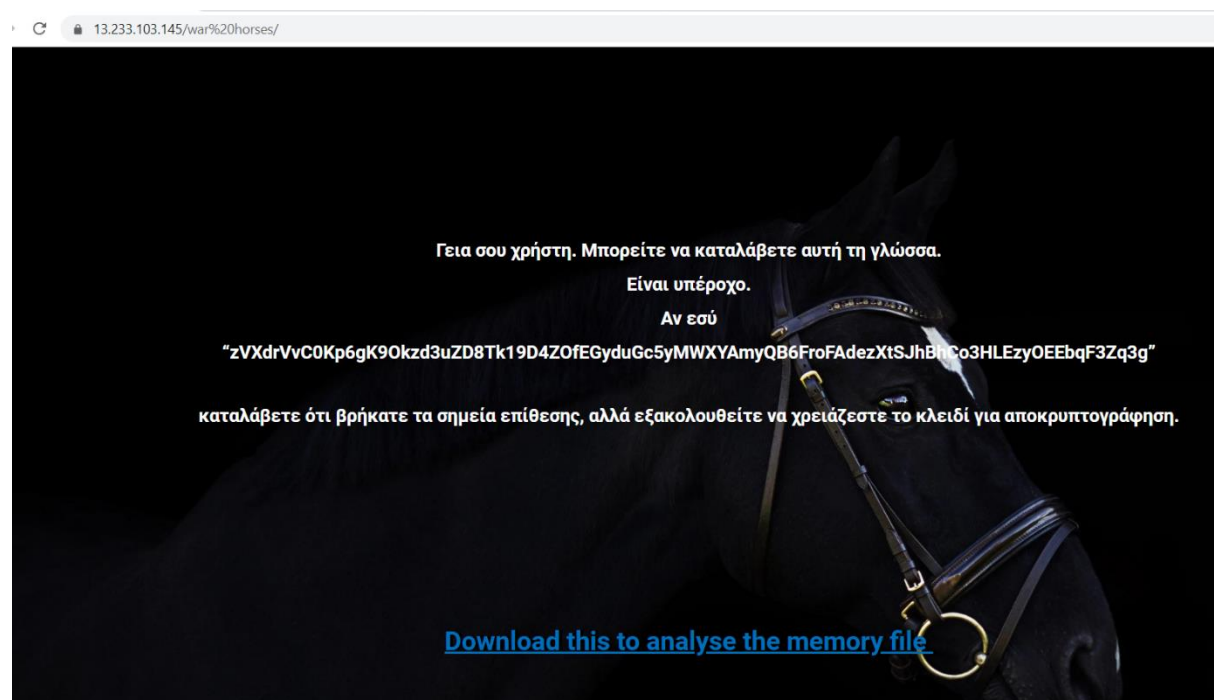 13.233.103.145/war%20horses/
Γεια σου χρήστη. Μπορείτε να καταλάβετε αυτή τη γλώσσα.
Είναι υπέροχο.
Αν εσύ
“zVXdrVvC0Kp6gK9Okzd3uZD8Tk19D4ZOfEGyduGc5yMWXYAmyQB6FroFAdezXtSJhBhCo3HLEzyOEEbqF3Zq3g”
καταλάβετε ότι βρήκατε τα σημεία επίθεσης, αλλά εξακολουθείτε να χρειάζεστε το κλειδί για αποκρυπτογράφηση.
Download this to analyse the memory file